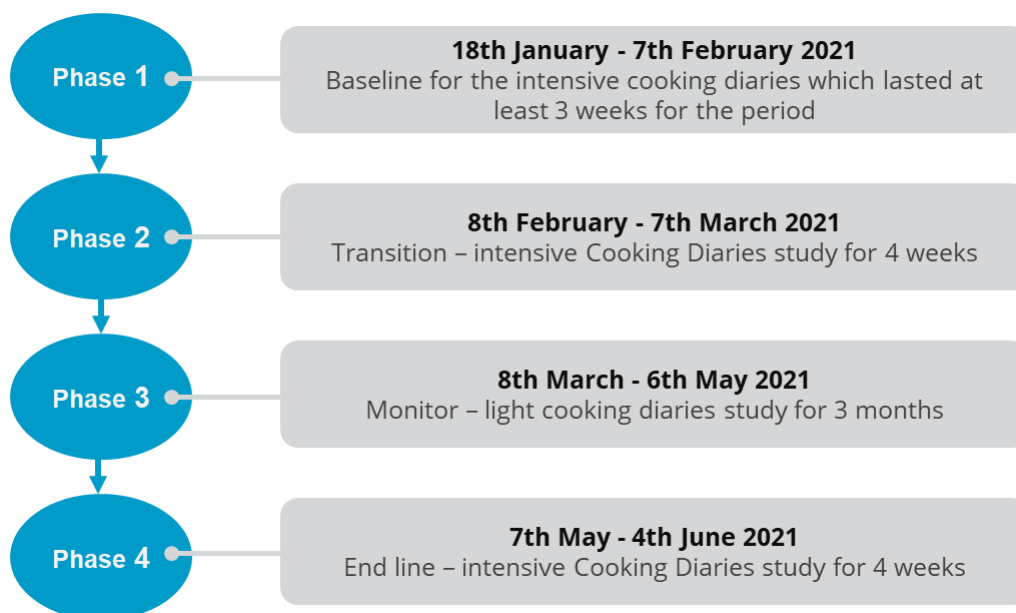 Phase 1
18th January - 7th February 2021
Baseline for the intensive cooking diaries which lasted at
least 3 weeks for the period
Phase 2
8th February - 7th March 2021
Transition – intensive Cooking Diaries study for 4 weeks
Phase 3
8th March - 6th May 2021
Monitor – light cooking diaries study for 3 months
Phase 4
7th May - 4th June 2021
End line – intensive Cooking Diaries study for 4 weeks